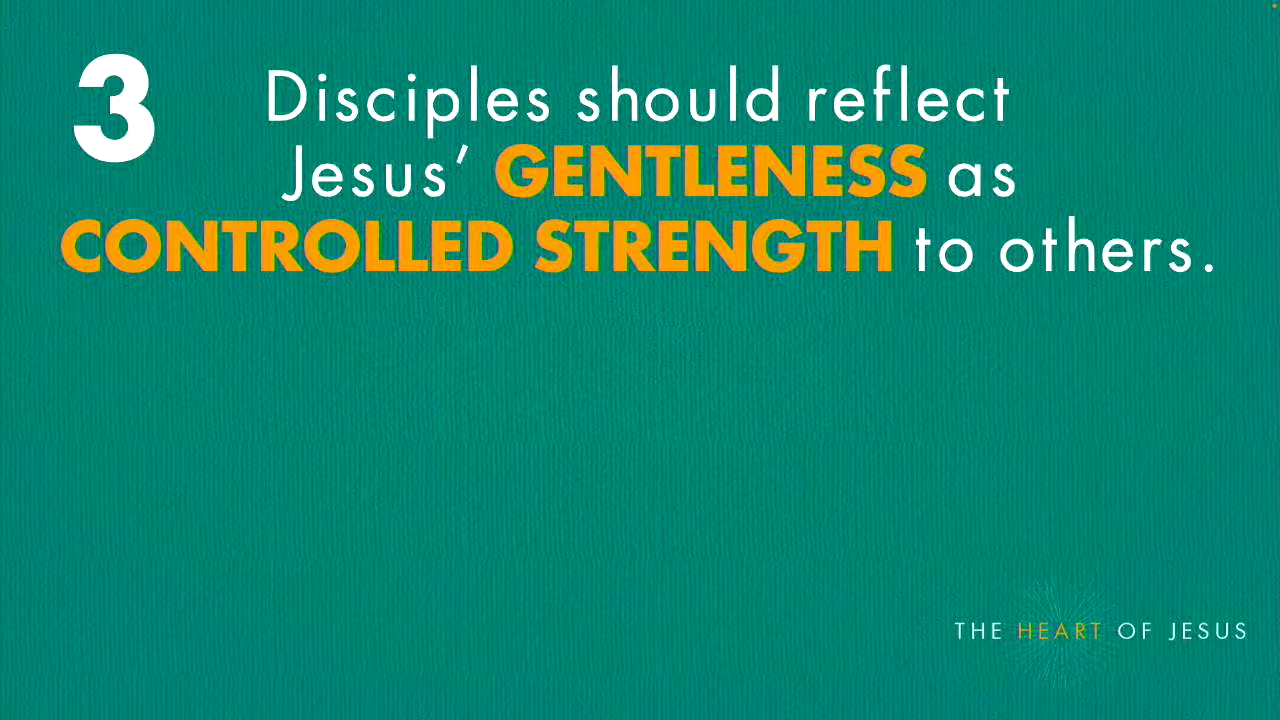 3
Disciples should reflect
Jesus’ GENTLENESS as
CONTROLLED STRENGTH to others.
THE HEART OF JESUS